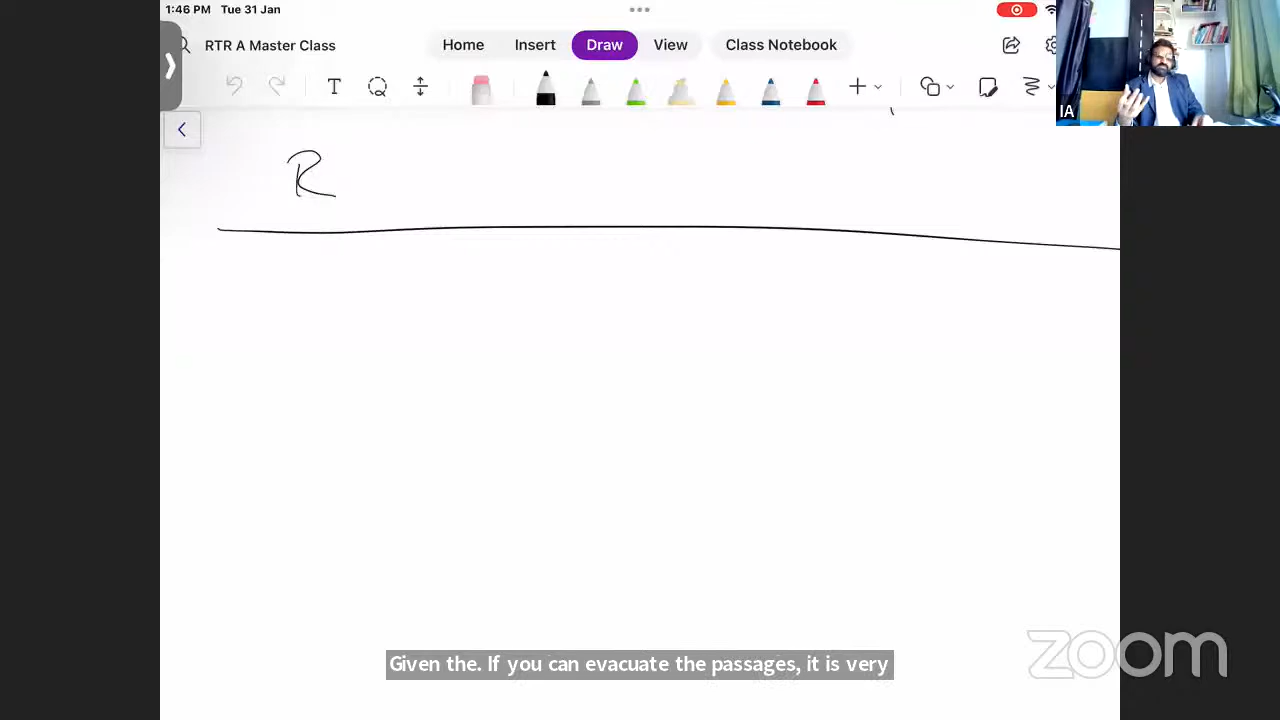 1:46 PM Tue 31 Jan
RTR A Master Class
Home Insert Draw View Class Notebook
T
IA
R
Given the. If you can evacuate the passages, it is very
zoom